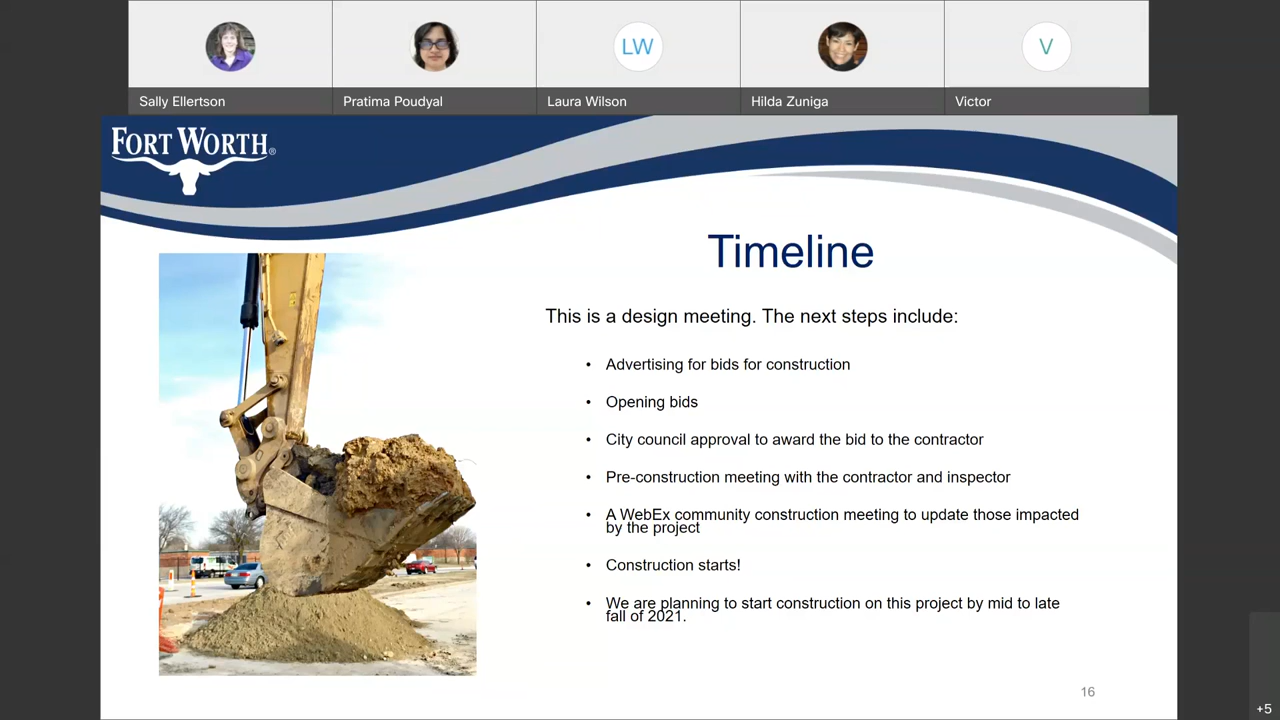 LW
V
Sally Ellertson
Pratima Poudyal
Laura Wilson
Hilda Zuniga
Victor
FORT WORTH®
Timeline
This is a design meeting. The next steps include:
• Advertising for bids for construction
• Opening bids
• City council approval to award the bid to the contractor
• Pre-construction meeting with the contractor and inspector
• A WebEx community construction meeting to update those impacted
by the project
• Construction starts!
• We are planning to start construction on this project by mid to late
fall of 2021.
16
+5